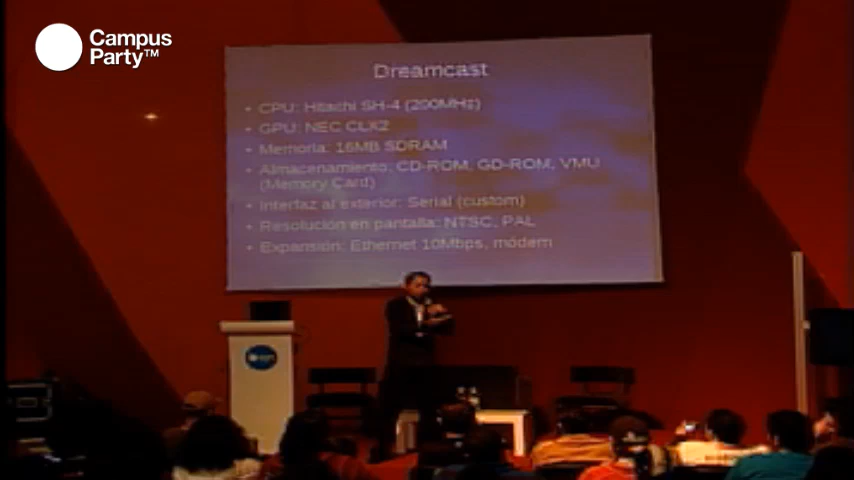 Campus
Party™
Dreamcast
• CPU: Hitachi SH-4 (200MHz)
• GPU: NEC CLX2
• Memoria: 16MB SDRAM
• Almacenamiento: CD-ROM, GD-ROM, VMU
(Memory Card)
• Interfaz al exterior: Serial (custom)
• Resolución en pantalla: NTSC, PAL
• Expansión: Ethernet 10Mbps, módem